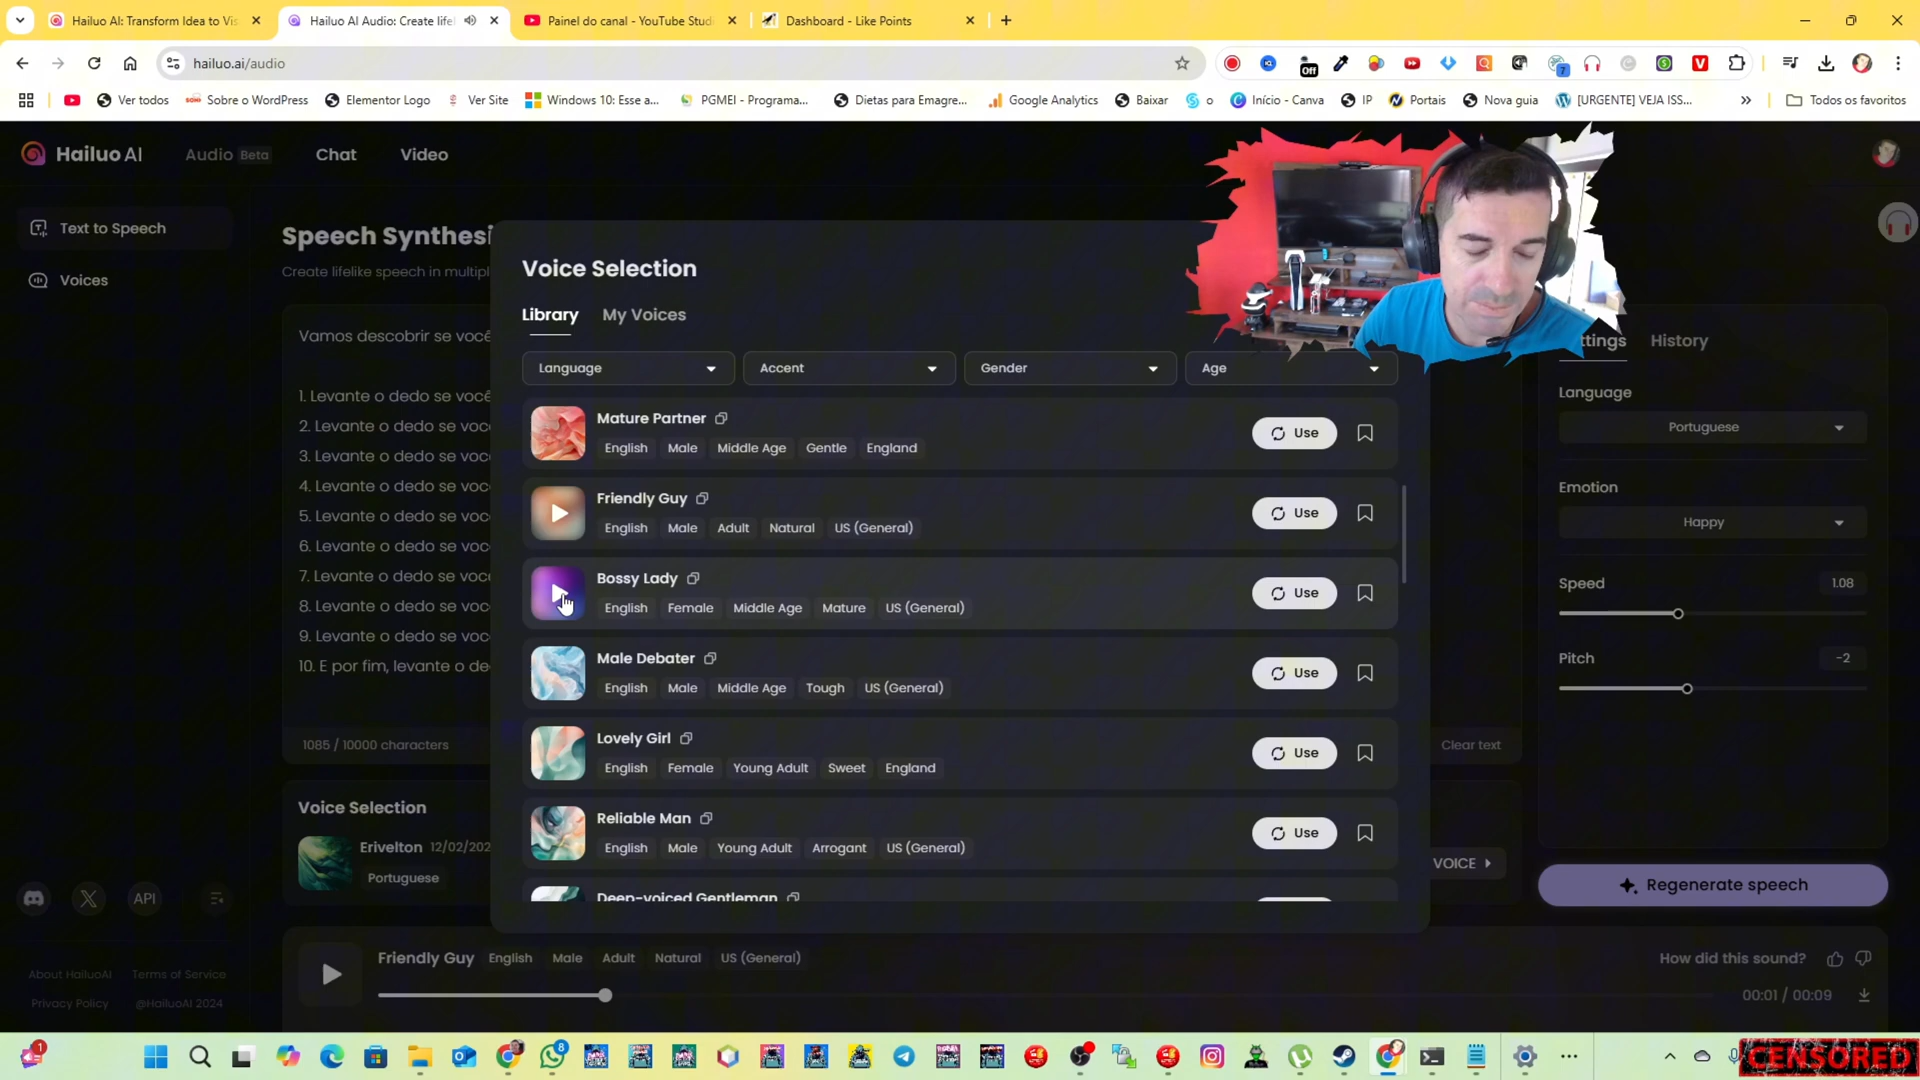 Hailuo AI: Transform Idea to Vis
Hailuo AI Audio: Create lifel
Painel do canal - YouTube Studi
Dashboard - Like Points
hailuo.ai/audio
Off
7
Ver todos
Sobre o WordPress
Elementor Logo
Ver Site
Windows 10: Esse a...
PGMEI - Programa...
Dietas para Emagre...
Google Analytics
Baixar
o
Início - Canva
IP
Portais
Nova guia
[URGENTE] VEJA ISS...
Todos os favoritos
Hailuo AI
Audio Beta
Chat
Video
Text to Speech
Voices
Speech Synthesi
Create lifelike speech in multipl
Vamos descobrir se você
1. Levante o dedo se você
2. Levante o dedo se voc
3. Levante o dedo se voc
4. Levante o dedo se voc
5. Levante o dedo se voc
6. Levante o dedo se voc
7. Levante o dedo se voc
8. Levante o dedo se voc
9. Levante o dedo se voc
10. E por fim, levante o de
1085 / 10000 characters
Clear text
Voice Selection
Erivelton 12/02/202
Portuguese
VOICE
Voice Selection
Library
My Voices
Language
Accent
Gender
Age
Mature Partner
English Male Middle Age Gentle England
Use
Friendly Guy
English Male Adult Natural US (General)
Use
Bossy Lady
English Female Middle Age Mature US (General)
Use
Male Debater
English Male Middle Age Tough US (General)
Use
Lovely Girl
English Female Young Adult Sweet England
Use
Reliable Man
English Male Young Adult Arrogant US (General)
Use
Deep-voiced Gentleman
ttings
History
Language
Portuguese
Emotion
Happy
Speed
1.08
Pitch
-2
Regenerate speech
API
About HailuoAI
Terms of Service
Privacy Policy
@HailuoAI 2024
Friendly Guy English Male Adult Natural US (General)
How did this sound?
00:01 / 00:09
1
8
CENSORED